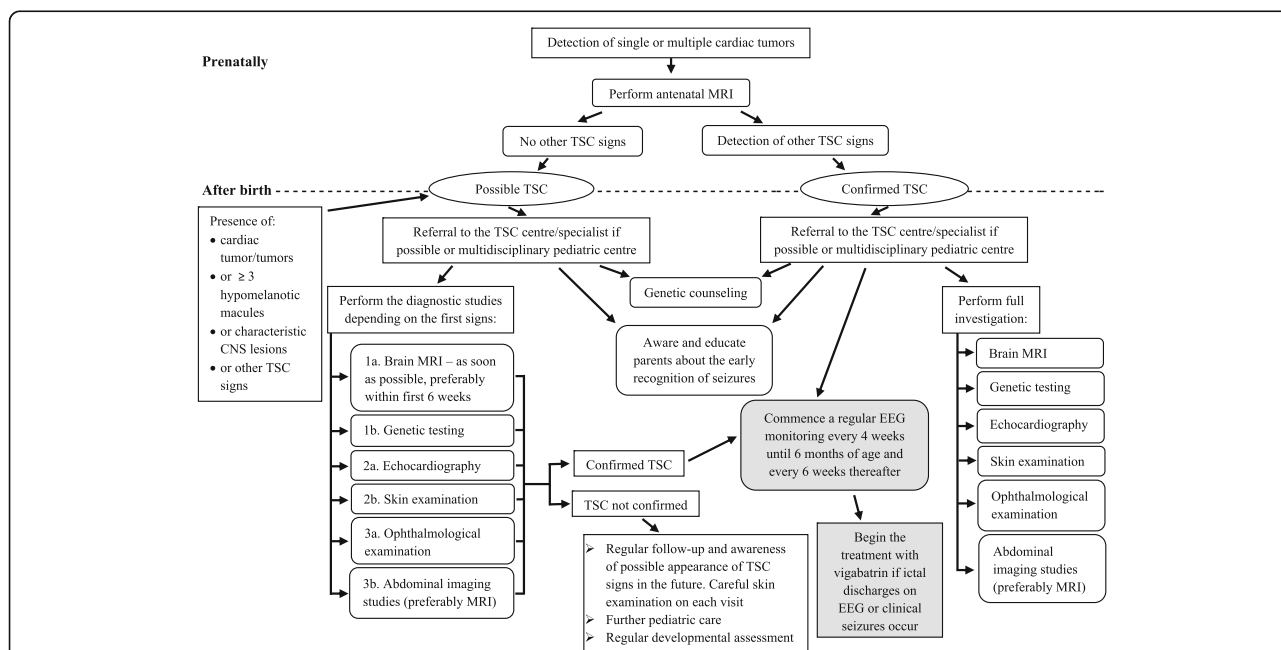 Prenatally
Detection of single or multiple cardiac tumors
Perform antenatal MRI
No other TSC signs
Detection of other TSC signs
After birth
Possible TSC
Confirmed TSC
Presence of:
• cardiac
tumor/tumors
• or ≥ 3
hypomelanotic
macules
• or characteristic
CNS lesions
• or other TSC
signs
Referral to the TSC centre/specialist if
possible or multidisciplinary pediatric centre
Referral to the TSC centre/specialist if
possible or multidisciplinary pediatric centre
Genetic counseling
Perform the diagnostic studies
depending on the first signs:
Aware and educate
parents about the early
recognition of seizures
Perform full
investigation:
1a. Brain MRI – as soon
as possible, preferably
within first 6 weeks
1b. Genetic testing
2a. Echocardiography
2b. Skin examination
3a. Ophthalmological
examination
3b. Abdominal imaging
studies (preferably MRI)
Confirmed TSC
TSC not confirmed
➢ Regular follow-up and awareness
of possible appearance of TSC
signs in the future. Careful skin
examination on each visit
➢ Further pediatric care
➢ Regular developmental assessment
Commence a regular EEG
monitoring every 4 weeks
until 6 months of age and
every 6 weeks thereafter
Begin the
treatment with
vigabatrin if ictal
discharges on
EEG or clinical
seizures occur
Brain MRI
Genetic testing
Echocardiography
Skin examination
Ophthalmological
examination
Abdominal
imaging studies
(preferably MRI)